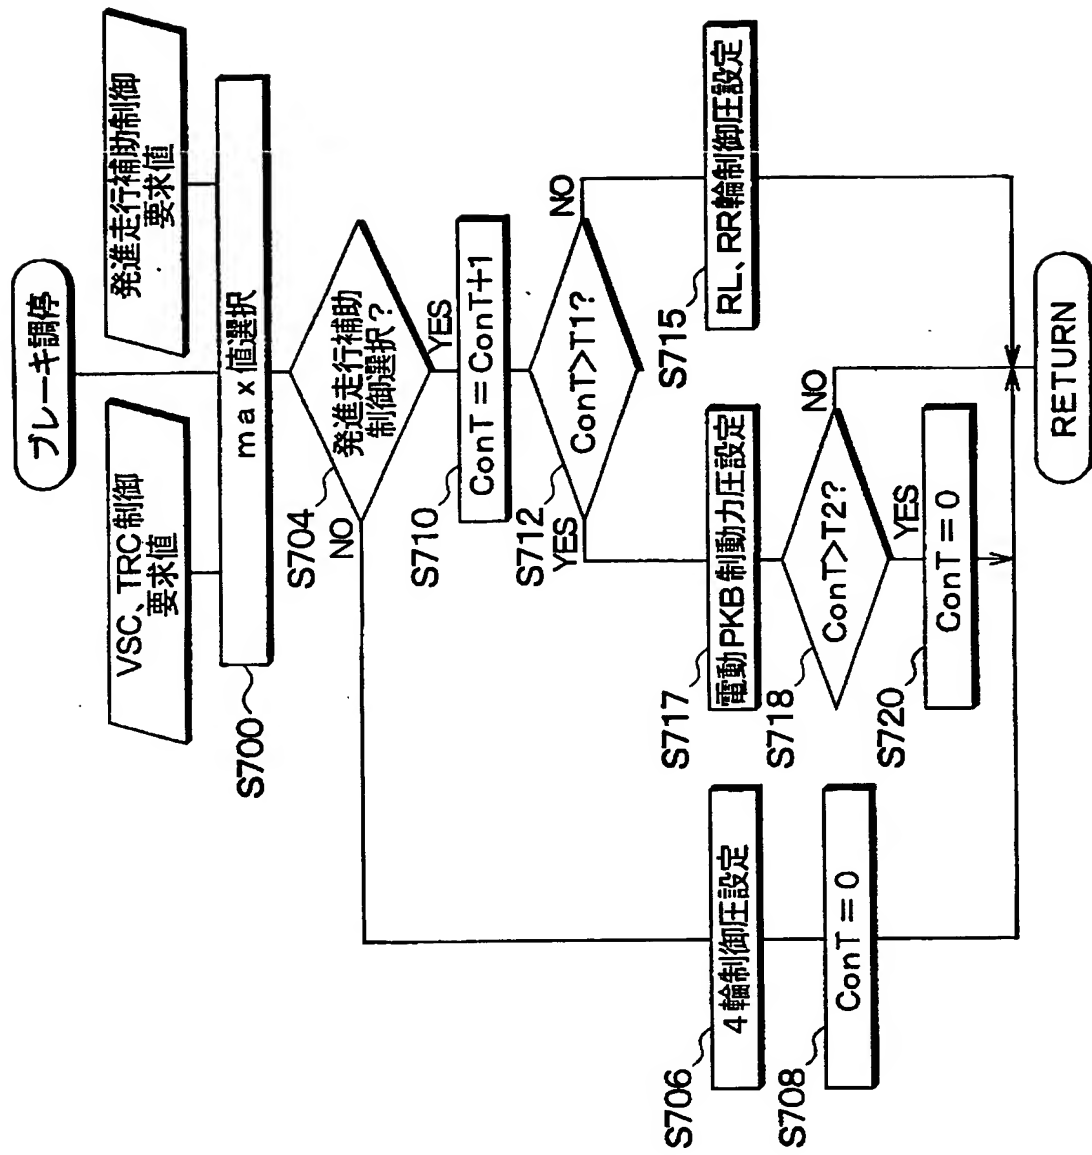 ブレーキ調停
VSC、TRC制御
要求値
発進走行補助制御
要求値
max値選択
S700
発進走行補助
制御選択?
S704
NO
YES
ConT=ConT+1
S710
ConT>T1?
S712
YES
NO
4輪制御圧設定
S706
電動PKB制動力圧設定
S717
RL、RR輪制御圧設定
S715
ConT=0
S708
ConT>T2?
S718
NO
YES
ConT=0
S720
RETURN